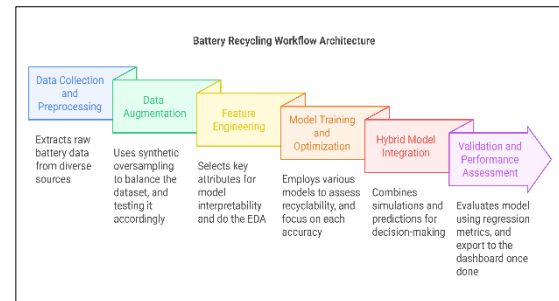 Battery Recycling Workflow Architecture
Data Collection
and
Preprocessing
Extracts raw
battery data
from diverse
sources
Data
Augmentation
Uses synthetic
oversampling
to balance the
dataset, and
testing it
accordingly
Feature
Engineering
Selects key
attributes for
model
interpretability
and do the EDA
Model Training
and
Optimization
Employs various
models to assess
recyclability, and
focus on each
accuracy
Hybrid Model
Integration
Combines
simulations and
predictions for
decision-making
Validation and
Performance
Assessment
Evaluates model
using regression
metrics, and
export to the
dashboard once
done